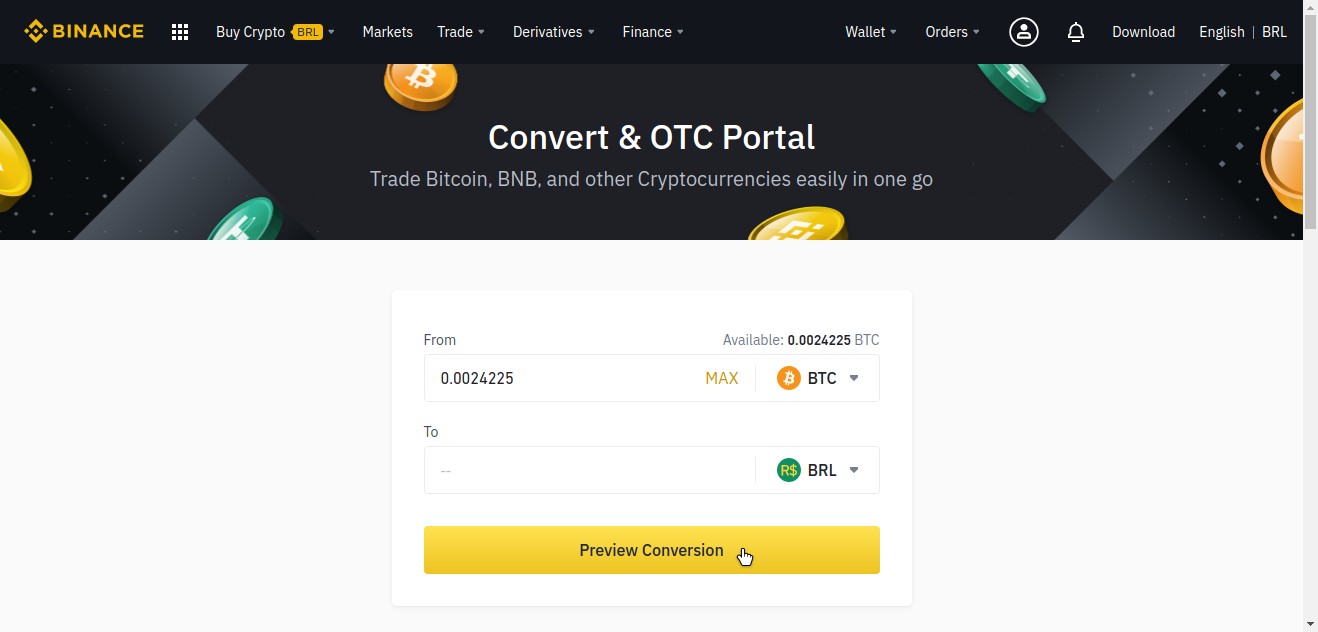 BINANCE Buy Crypto BRL Markets Trade Derivatives Finance Wallet Orders Download English | BRL
Convert & OTC Portal
Trade Bitcoin, BNB, and other Cryptocurrencies easily in one go
From Available: 0.0024225 BTC
0.0024225 MAX BTC
To
-- R$ BRL
Preview Conversion